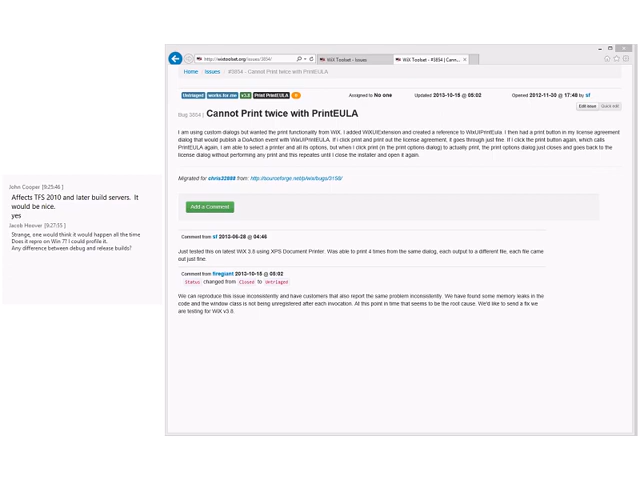 http://wixtoolset.org/issues/3654/
WiX Toolset - Issues
WiX Toolset - #3654 | Cann...
Home / Issues / #3654 - Cannot Print twice with PrintEULA
Untriaged works for me v3.8 Print PrintEULA
Assigned to No one
Updated 2013-10-15 @ 05:02
Opened 2012-11-30 @ 17:48 by sf
Edit issue Quick edit
Bug 3654 | Cannot Print twice with PrintEULA
I am using custom dialogs but wanted the print functionality from WiX. I added WixUIExtension and created a reference to WixUIPrintEula. I then had a print button in my license agreement
dialog that would publish a DoAction event with WixUIPrintEULA. If i click print and print out the license agreement, it goes through just fine. If I click the print button again, which calls
PrintEULA again, I am able to select a printer and all its options, but when I click print (in the print options dialog) to actually print, the print options dialog just closes and goes back to the
license dialog without performing any print and this repeats until I close the installer and open it again.
Migrated for chris22888 from: http://sourceforge.net/p/wix/bugs/3158/
Add a Comment
Comment from sf 2013-06-28 @ 04:46
Just tested this on latest WiX 3.8 using XPS Document Printer. Was able to print 4 times from the same dialog, each output to a different file, each file came
out just fine.
Comment from firegiant 2013-10-15 @ 05:02
Status changed from Closed to Untriaged
We can reproduce this issue inconsistently and have customers that also report the same problem inconsistently. We have found some memory leaks in the
code and the window class is not being unregistered after each invocation. At this point in time that seems to be the root cause. We'd like to send a fix we
are testing for WiX v3.8.
John Cooper [9:25:46 ]
Affects TFS 2010 and later build servers. It
would be nice.
yes
Jacob Hoover [9:27:55 ]
Strange, one would think it would happen all the time
Does it repro on Win 7? I could profile it.
Any difference between debug and release builds?